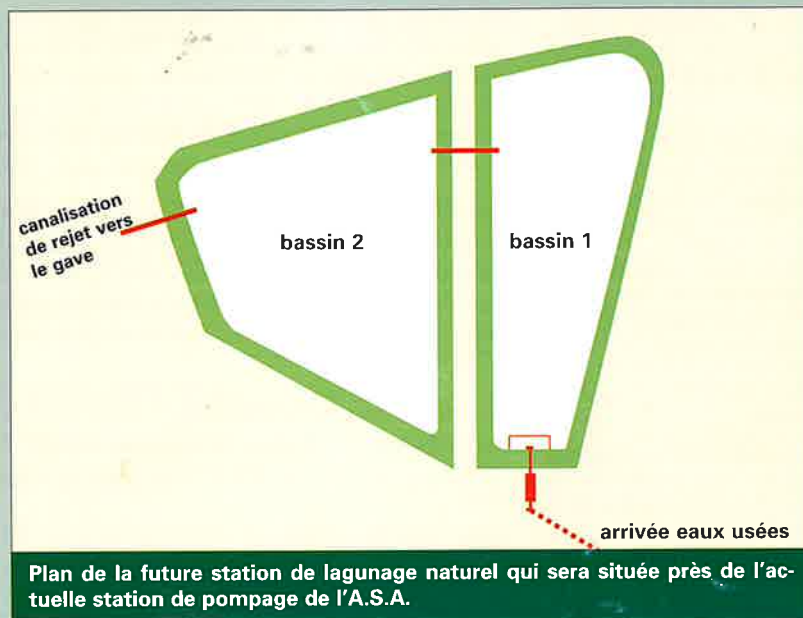 canalisation
de rejet vers
le gave
bassin 2
bassin 1
arrivée eaux usées
Plan de la future station de lagunage naturel qui sera située près de l'ac-
tuelle station de pompage de l'A.S.A.